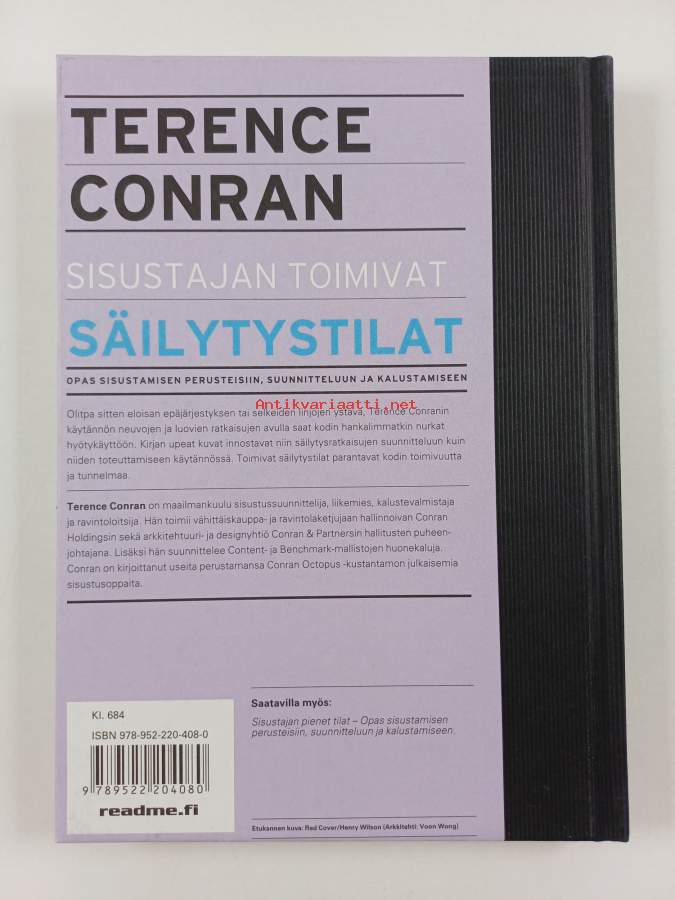 TERENCE
CONRAN
SISUSTAJAN TOIMIVAT
SÄILYTYSTILAT
OPAS SISUSTAMISEN PERUSTEISIIN, SUUNNITTELUUN JA KALUSTAMISEEN
Antikvariaatti.net
Olitpa sitten eloisan epäjärjestyksen tai selkeiden linjojen ystävä, Terence Conranin
käytännön neuvojen ja luovien ratkaisujen avulla saat kodin hankalimmatkin nurkat
hyötykäyttöön. Kirjan upeat kuvat innostavat niin säilytysratkaisujen suunnitteluun kuin
niiden toteuttamiseen käytännössä. Toimivat säilytystilat parantavat kodin toimivuutta
ja tunnelmaa.
Terence Conran on maailmankuulu sisustussuunnittelija, liikemies, kalustevalmistaja
ja ravintoloitsija. Hän toimii vähittäiskauppa- ja ravintolaketjujaan hallinnoivan Conran
Holdingsin sekä arkkitehtuuri- ja designyhtiö Conran & Partnersin hallitusten puheen-
johtajana. Lisäksi hän suunnittelee Content- ja Benchmark-mallistojen huonekaluja.
Conran on kirjoittanut useita perustamansa Conran Octopus -kustantamon julkaisemia
sisustusoppaita.
Kl. 684
ISBN 978-952-220-408-0
9 789522 204080
readme.fi
Saatavilla myös:
Sisustajan pienet tilat – Opas sisustamisen
perusteisiin, suunnitteluun ja kalustamiseen.
Etukannen kuva: Red Cover/Henry Wilson (Arkkitehti: Voon Wong)